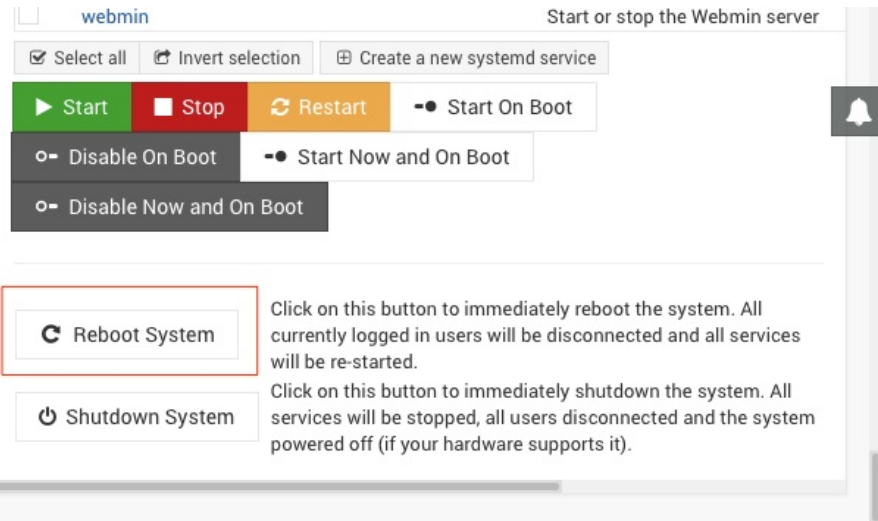 webmin Start or stop the Webmin server
Select all Invert selection Create a new systemd service
Start Stop Restart Start On Boot
Disable On Boot Start Now and On Boot
Disable Now and On Boot
Reboot System
Click on this button to immediately reboot the system. All
currently logged in users will be disconnected and all services
will be re-started.
Shutdown System
Click on this button to immediately shutdown the system. All
services will be stopped, all users disconnected and the system
powered off (if your hardware supports it).